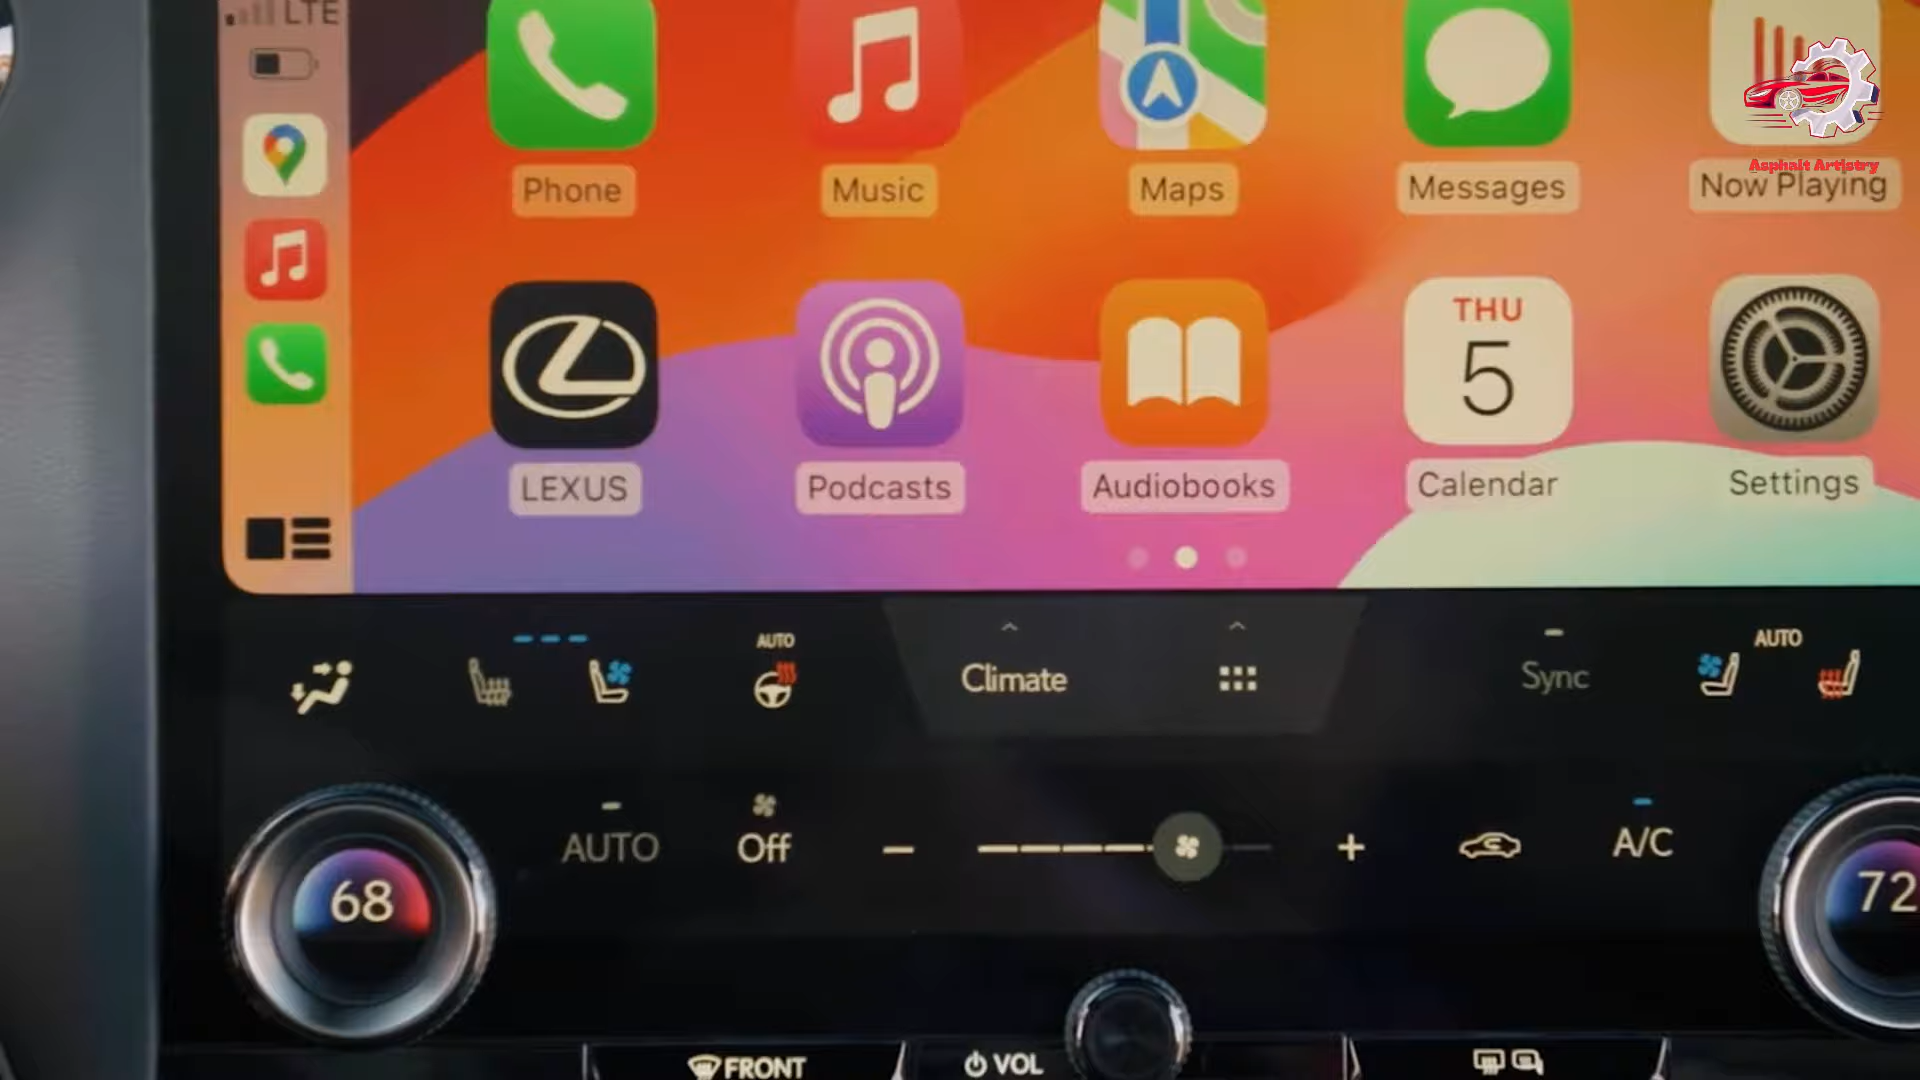 LTE
Phone
Music
Maps
Messages
Now Playing
Asphalt Artistry
THU
5
LEXUS
Podcasts
Audiobooks
Calendar
Settings
AUTO
Climate
Sync
AUTO
AUTO
Off
A/C
68
72
FRONT
VOL